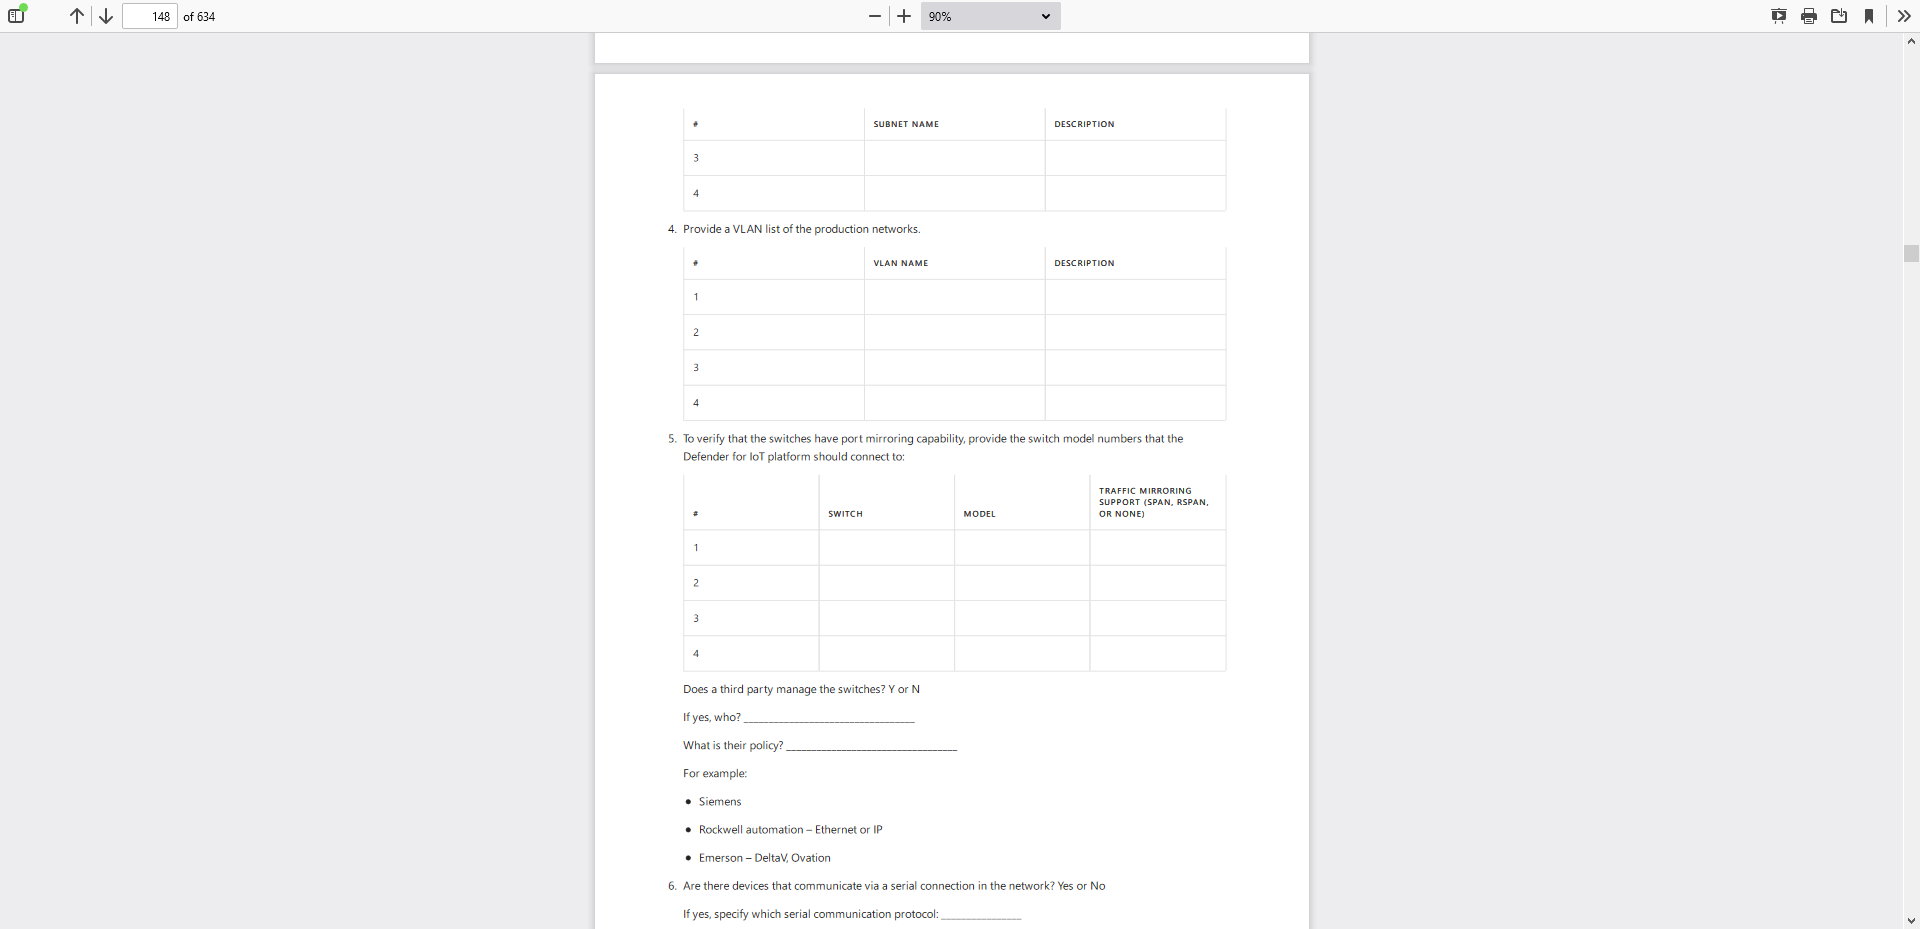 148 of 634
90%
# SUBNET NAME DESCRIPTION
3
4
4. Provide a VLAN list of the production networks.
# VLAN NAME DESCRIPTION
1
2
3
4
5. To verify that the switches have port mirroring capability, provide the switch model numbers that the
Defender for IoT platform should connect to:
TRAFFIC MIRRORING
SUPPORT (SPAN, RSPAN,
# SWITCH MODEL OR NONE)
1
2
3
4
Does a third party manage the switches? Y or N
If yes, who? __________________________________
What is their policy? __________________________________
For example:
• Siemens
• Rockwell automation – Ethernet or IP
• Emerson – DeltaV, Ovation
6. Are there devices that communicate via a serial connection in the network? Yes or No
If yes, specify which serial communication protocol: ________________